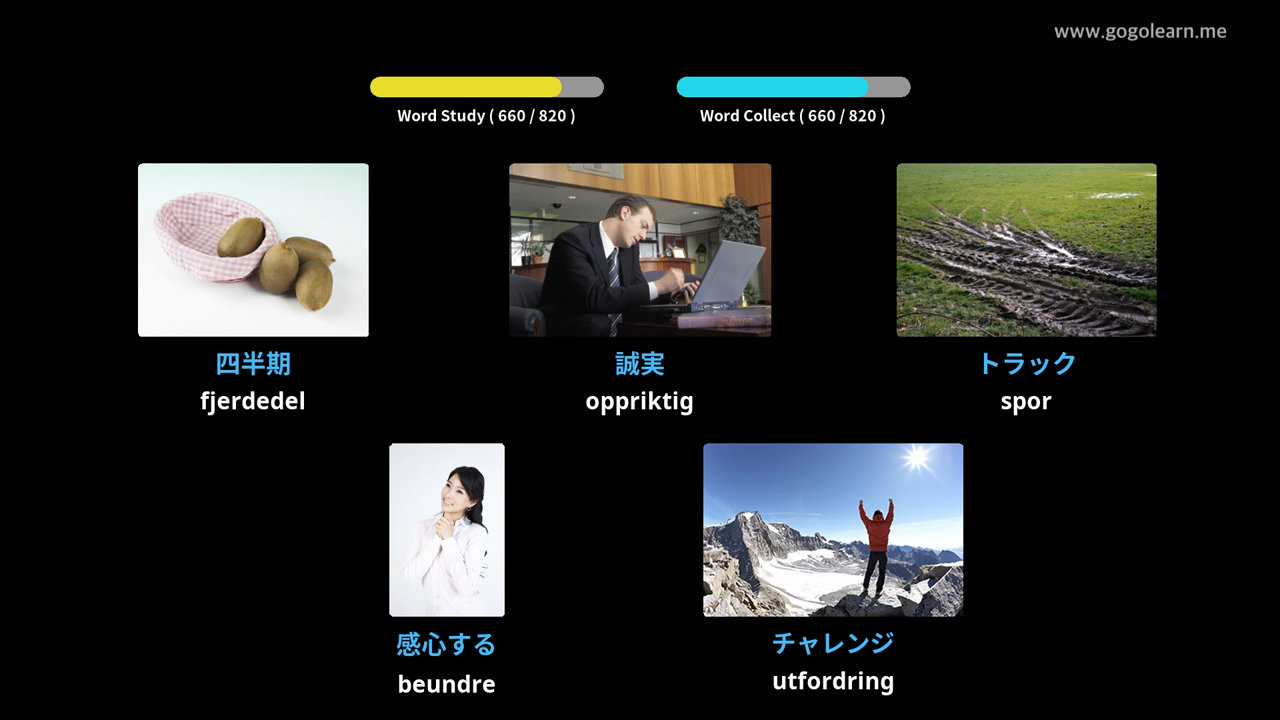 www.gogolearn.me
Word Study ( 660 / 820 )
Word Collect ( 660 / 820 )
四半期
fjerdedel
誠実
oppriktig
トラック
spor
感心する
beundre
チャレンジ
utfordring